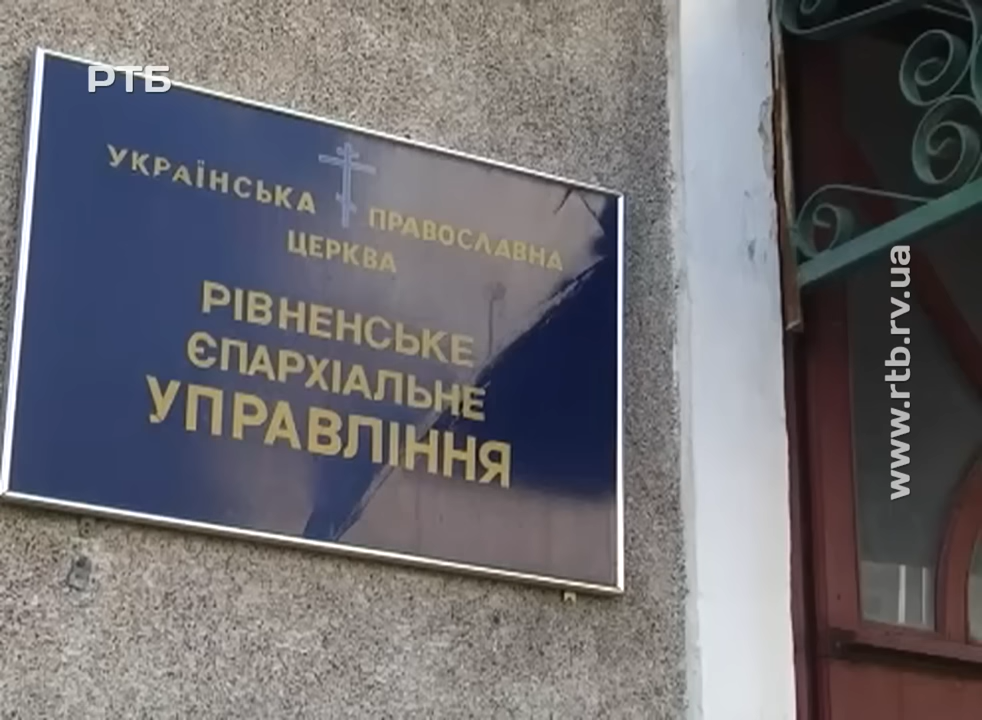 РТБ
УКРАЇНСЬКА ПРАВОСЛАВНА
ЦЕРКВА
РІВНЕНСЬКЕ
ЄПАРХІАЛЬНЕ
УПРАВЛІННЯ
www.rtb.rv.ua